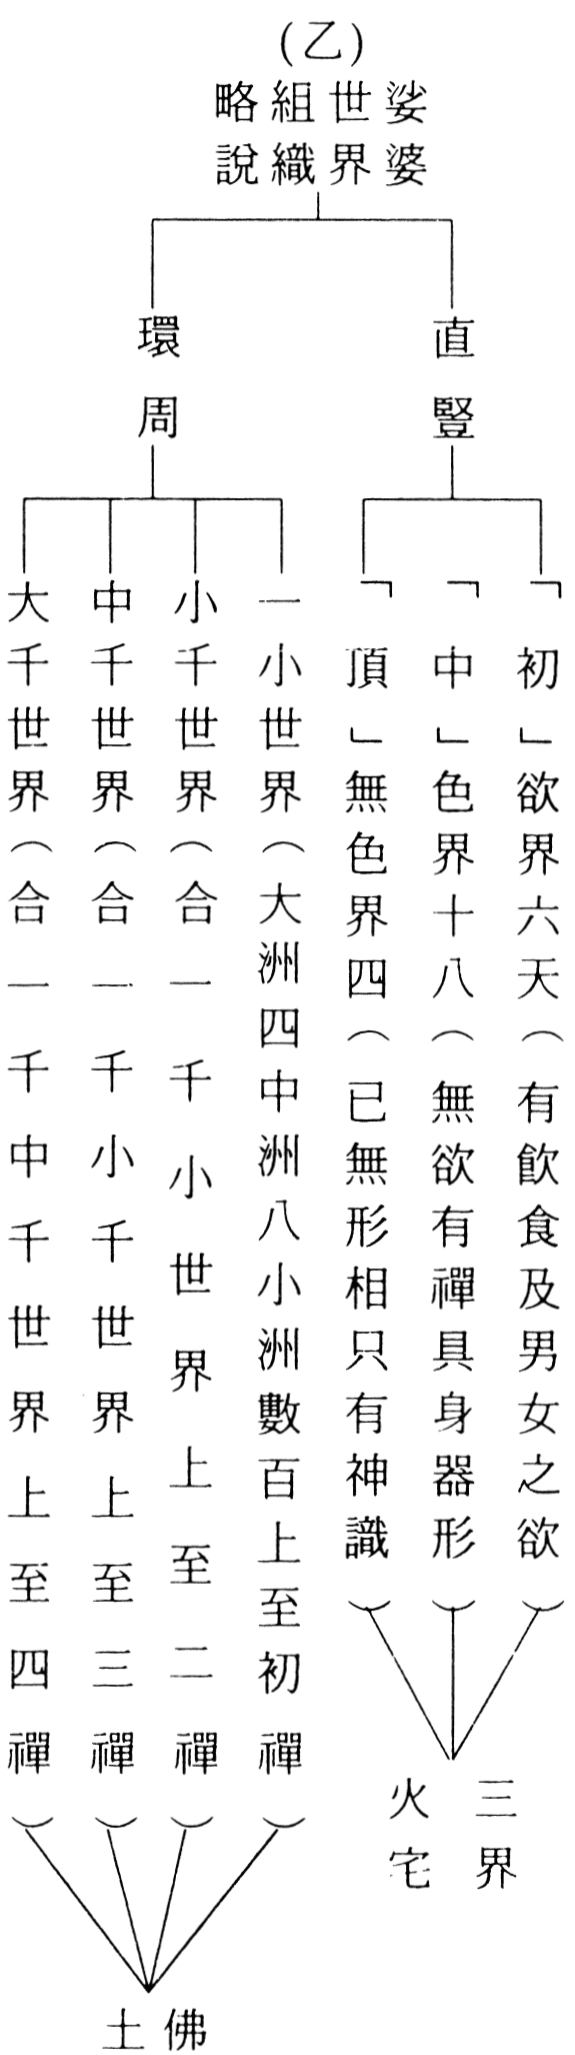 (乙)
娑婆
世界
組織
略說
直豎
「初」欲界六天（有飲食及男女之欲）
「中」色界十八（無欲有禪具身器形）
「頂」無色界四（已無形相只有神識）
三界
火宅
環周
一小世界（大洲四中洲八小洲數百上至初禪）
小千世界（合一千小世界上至二禪）
中千世界（合一千小千世界上至三禪）
大千世界（合一千中千世界上至四禪）
佛土